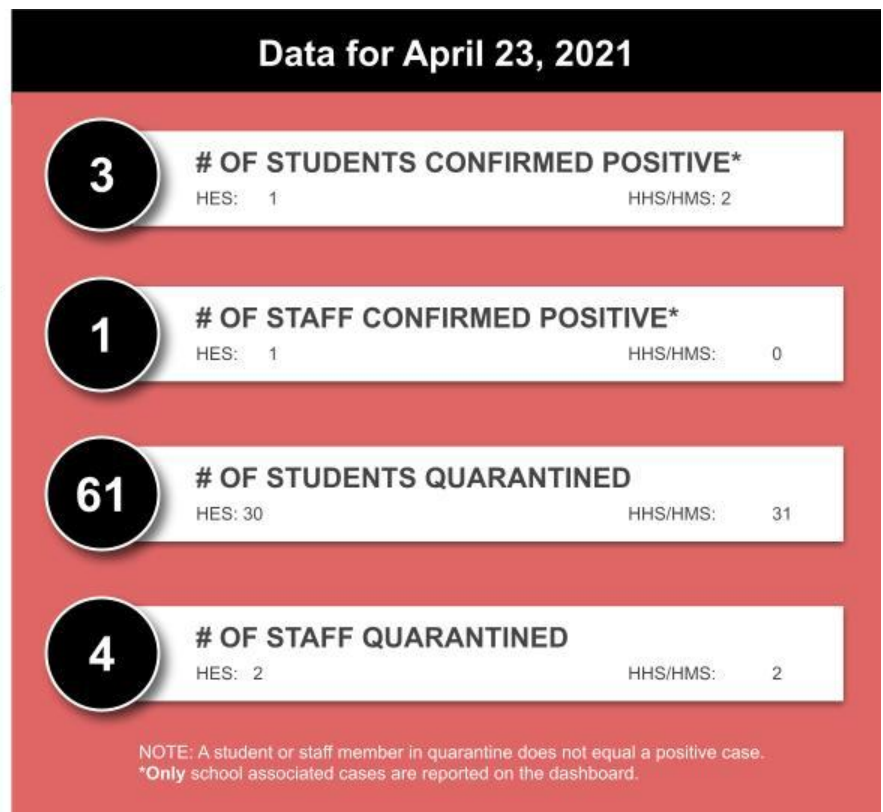 Data for April 23, 2021
3
# OF STUDENTS CONFIRMED POSITIVE*
HES: 1 HHS/HMS: 2
1
# OF STAFF CONFIRMED POSITIVE*
HES: 1 HHS/HMS: 0
61
# OF STUDENTS QUARANTINED
HES: 30 HHS/HMS: 31
4
# OF STAFF QUARANTINED
HES: 2 HHS/HMS: 2
NOTE: A student or staff member in quarantine does not equal a positive case.
*Only school associated cases are reported on the dashboard.